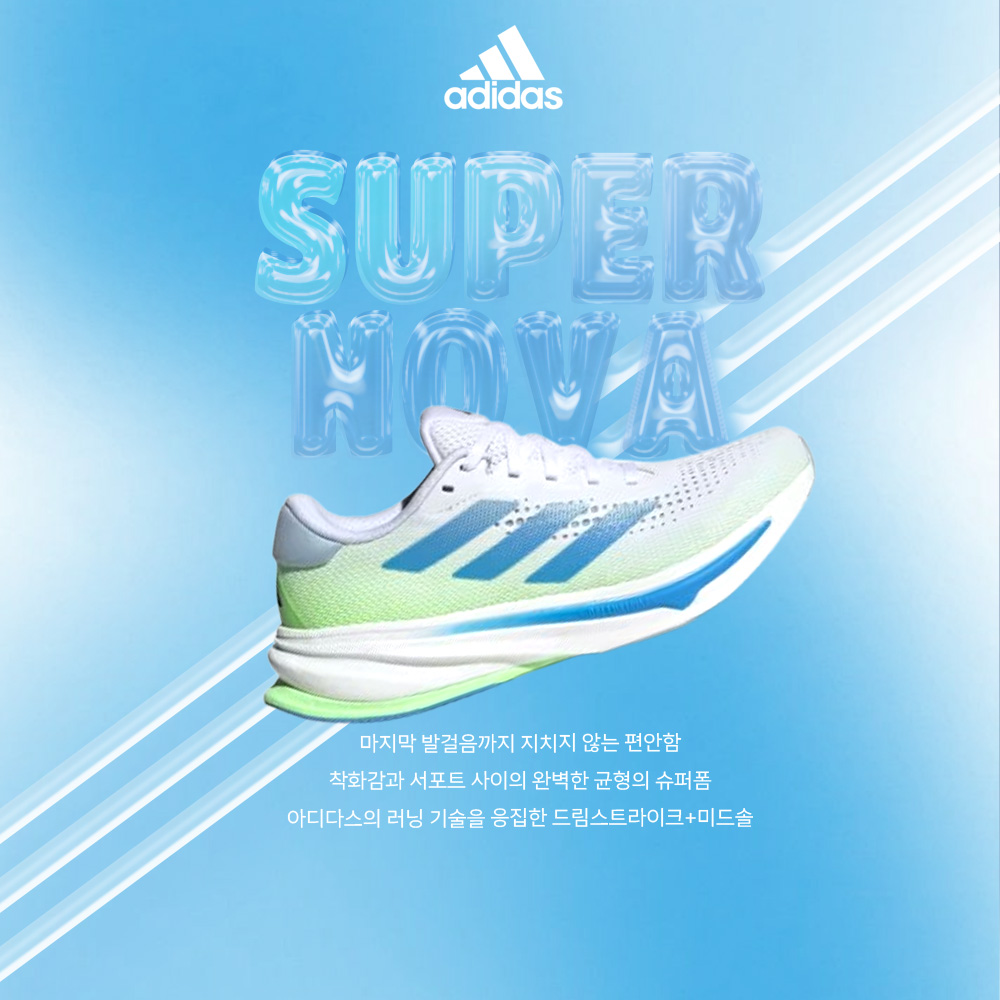 adidas
SUPER
NOVA
마지막 발걸음까지 지치지 않는 편안함
착화감과 서포트 사이의 완벽한 균형의 슈퍼폼
아디다스의 러닝 기술을 응집한 드림스트라이크+미드솔